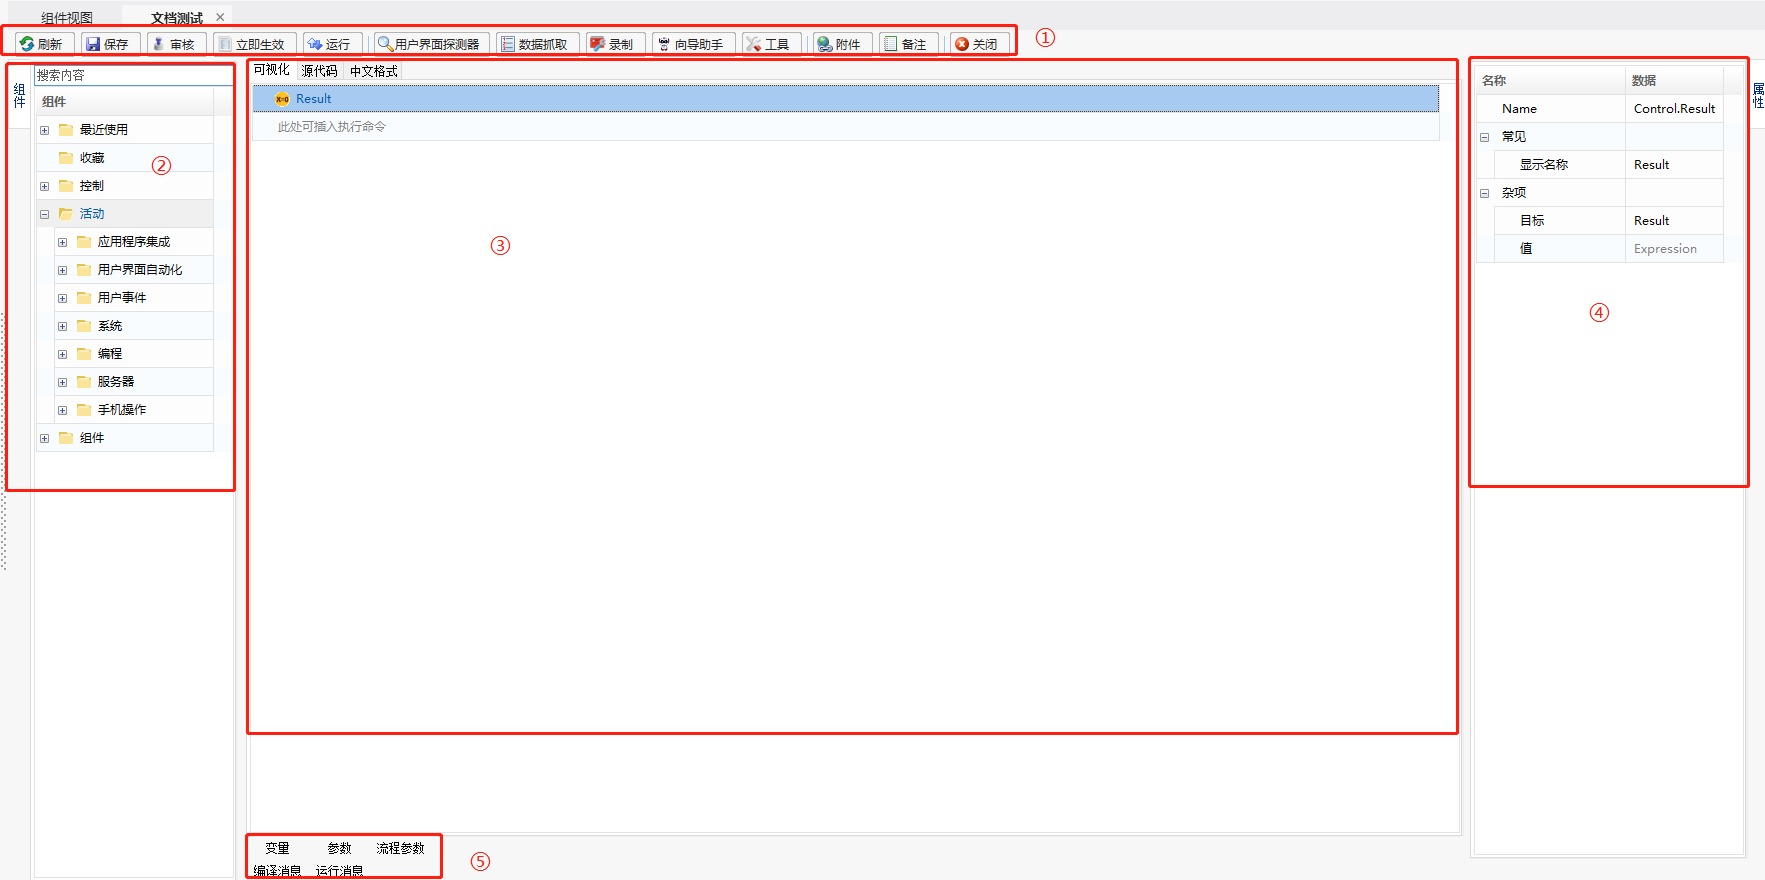 组件视图 文档测试
刷新 保存 审核 立即生效 运行 用户界面探测器 数据抓取 录制 向导助手 工具 附件 备注 关闭 ①
组件
搜索内容
组件
最近使用
收藏
②
控制
活动
应用程序集成
用户界面自动化
用户事件
系统
编程
服务器
手机操作
组件
可视化 源代码 中文格式
x=0 Result
此处可插入执行命令
③
名称 数据
Name Control.Result
常见
显示名称 Result
杂项
目标 Result
值 Expression
④
属性
变量 参数 流程参数
编译消息 运行消息
⑤